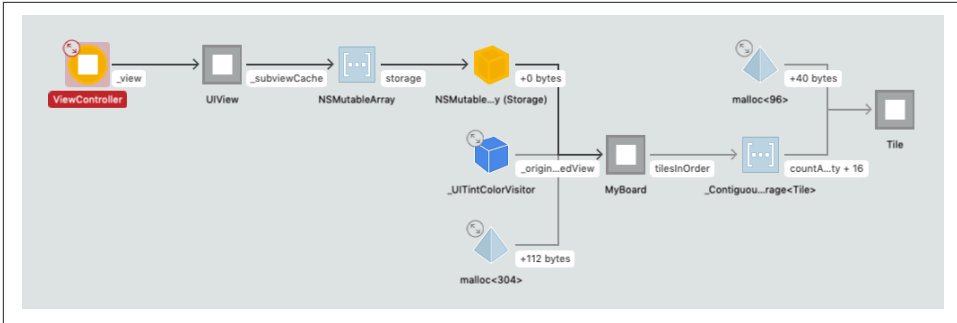 _view
_subviewCache
storage
+0 bytes
+40 bytes
ViewController
UIView
NSMutableArray
NSMutable...y (Storage)
malloc<96>
Tile
_origin...edView
tilesInOrder
countA...ty + 16
_UITintColorVisitor
MyBoard
_Contiguou...rage<Tile>
+112 bytes
malloc<304>